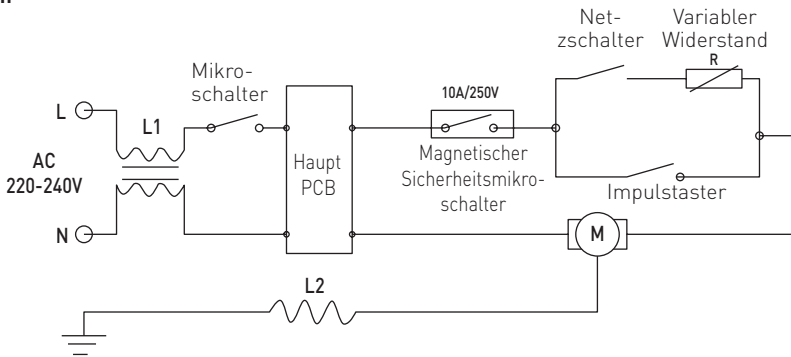 Net-
zschalter
Variabler
Widerstand
R
Mikro-
schalter
10A/250V
L
L1
AC
220-240V
Haupt
PCB
Magnetischer
Sicherheitsmikro-
schalter
Impulstaster
N
M
L2